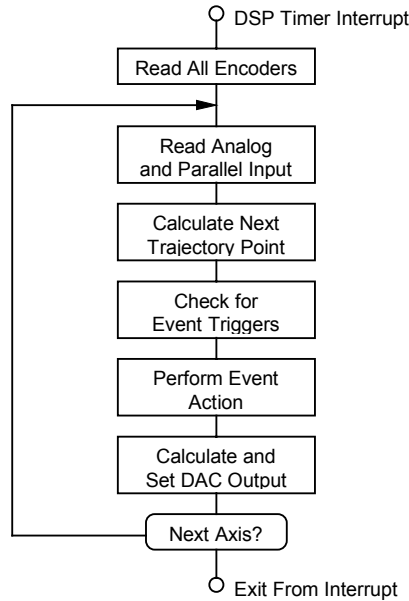 DSP Timer Interrupt
Read All Encoders
Read Analog
and Parallel Input
Calculate Next
Trajectory Point
Check for
Event Triggers
Perform Event
Action
Calculate and
Set DAC Output
Next Axis?
Exit From Interrupt